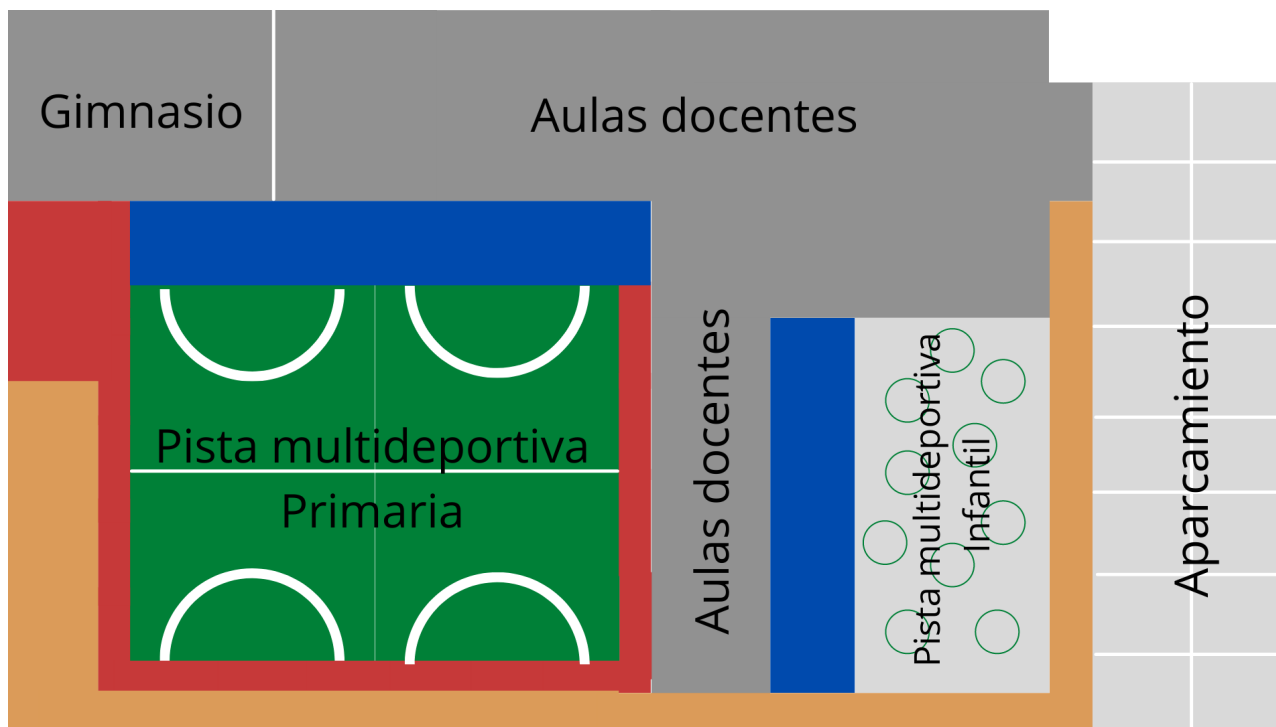 Gimnasio
Aulas docentes
Pista multideportiva
Primaria
Aulas docentes
Pista multideportiva
Infantil
Aparcamiento